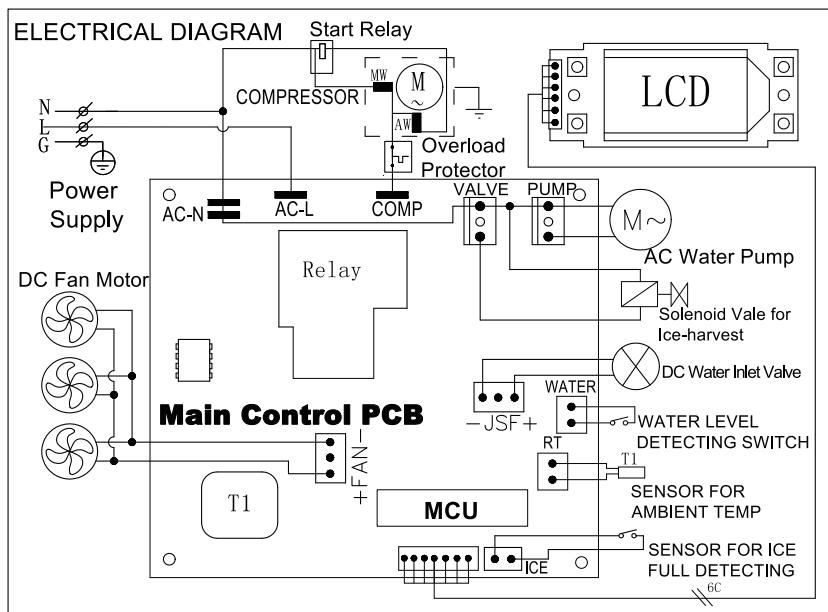 ELECTRICAL DIAGRAM
Start Relay
COMPRESSOR
MW
M
~
AW
Overload
Protector
LCD
N
L
G
Power
Supply
AC-N
AC-L
COMP
VALVE
PUMP
M~
AC Water Pump
Relay
DC Fan Motor
Solenoid Vale for
Ice-harvest
DC Water Inlet Valve
-JSF+
WATER
WATER LEVEL
DETECTING SWITCH
Main Control PCB
+FAN-
RT
T1
SENSOR FOR
AMBIENT TEMP
T1
MCU
ICE
SENSOR FOR ICE
FULL DETECTING
6C